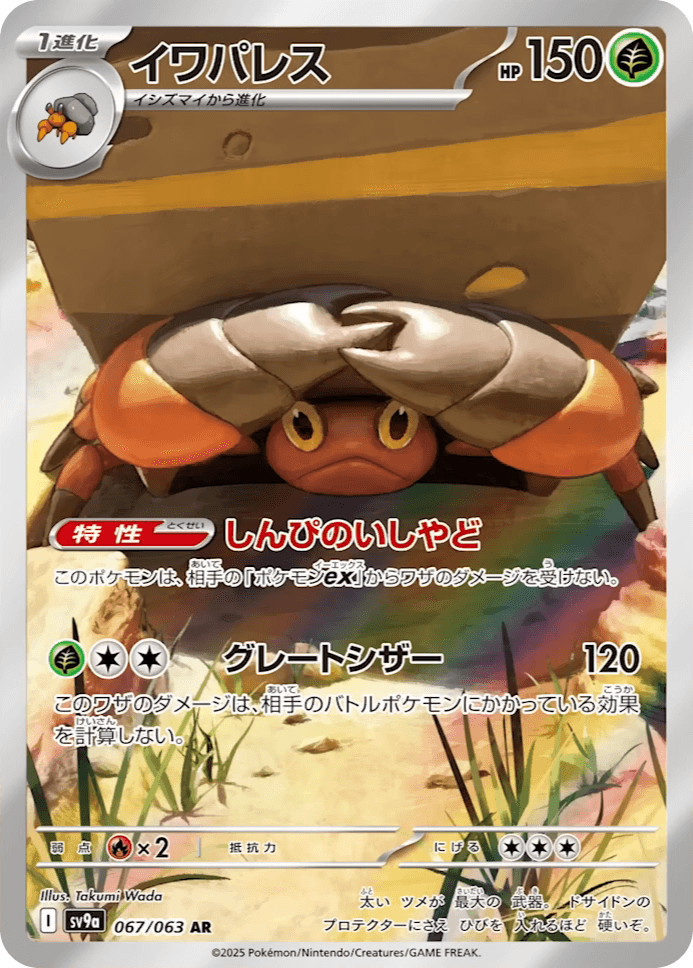 1進化
イワパレス
HP 150
イシズマイから進化
特性 とくせい しんぴのいしやど
このポケモンは、相手の「ポケモンex」からワザのダメージを受けない。
グレートシザー 120
このワザのダメージは、相手のバトルポケモンにかかっている効果
を計算しない。
弱点 ×2 抵抗力 にげる
Illus. Takumi Wada
太い ツメが 最大の 武器。 ドサイドンの
プロテクターにさえ ひびを 入れるほど 硬いぞ。
I sv9a 067/063 AR
©2025 Pokémon/Nintendo/Creatures/GAME FREAK.